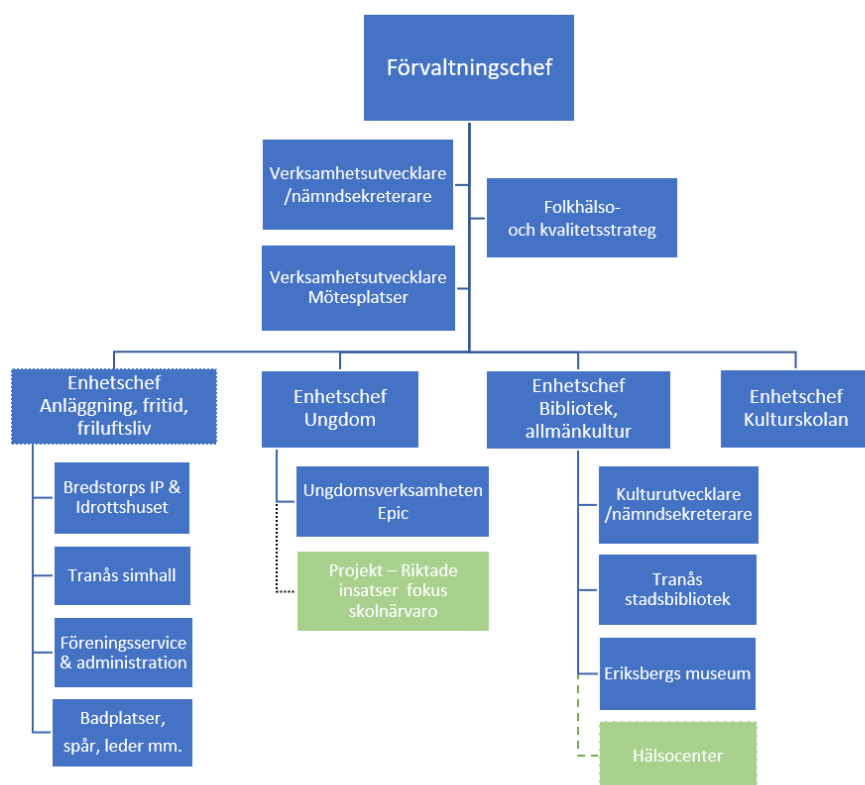 Förvaltningschef
Verksamhetsutvecklare
/nämndsekreterare
Folkhälso-
och kvalitetsstrateg
Verksamhetsutvecklare
Mötesplatser
Enhetschef
Anläggning, fritid,
friluftsliv
Enhetschef
Ungdom
Enhetschef
Bibliotek,
allmänkultur
Enhetschef
Kulturskolan
Bredstorps IP &
Idrottshuset
Tranås simhall
Föreningsservice
& administration
Badplatser,
spår, leder mm.
Ungdomsverksamheten
Epic
Projekt – Riktade
insatser fokus
skolnärvaro
Kulturutvecklare
/nämndsekreterare
Tranås
stadsbibliotek
Eriksbergs museum
Hälsocenter